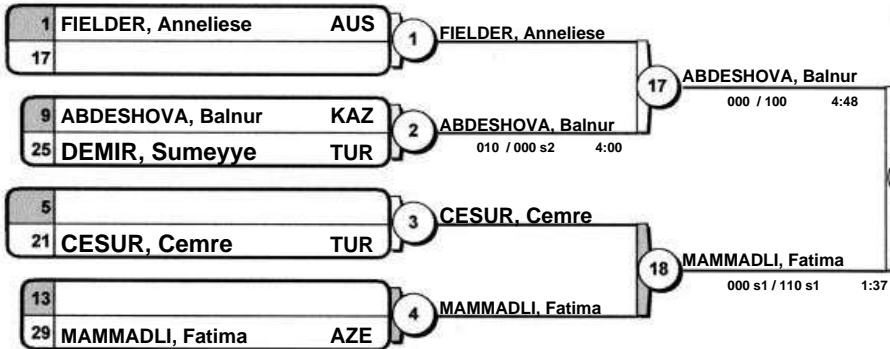 1 FIELDER, Anneliese AUS
17
1
FIELDER, Anneliese
9 ABDESHOVA, Balnur KAZ
25 DEMIR, Sumeyye TUR
2
ABDESHOVA, Balnur
010 / 000 s2 4:00
17
ABDESHOVA, Balnur
000 / 100 4:48
5
21 CESUR, Cemre TUR
3
CESUR, Cemre
13
29 MAMMADLI, Fatima AZE
4
MAMMADLI, Fatima
18
MAMMADLI, Fatima
000 s1 / 110 s1 1:37